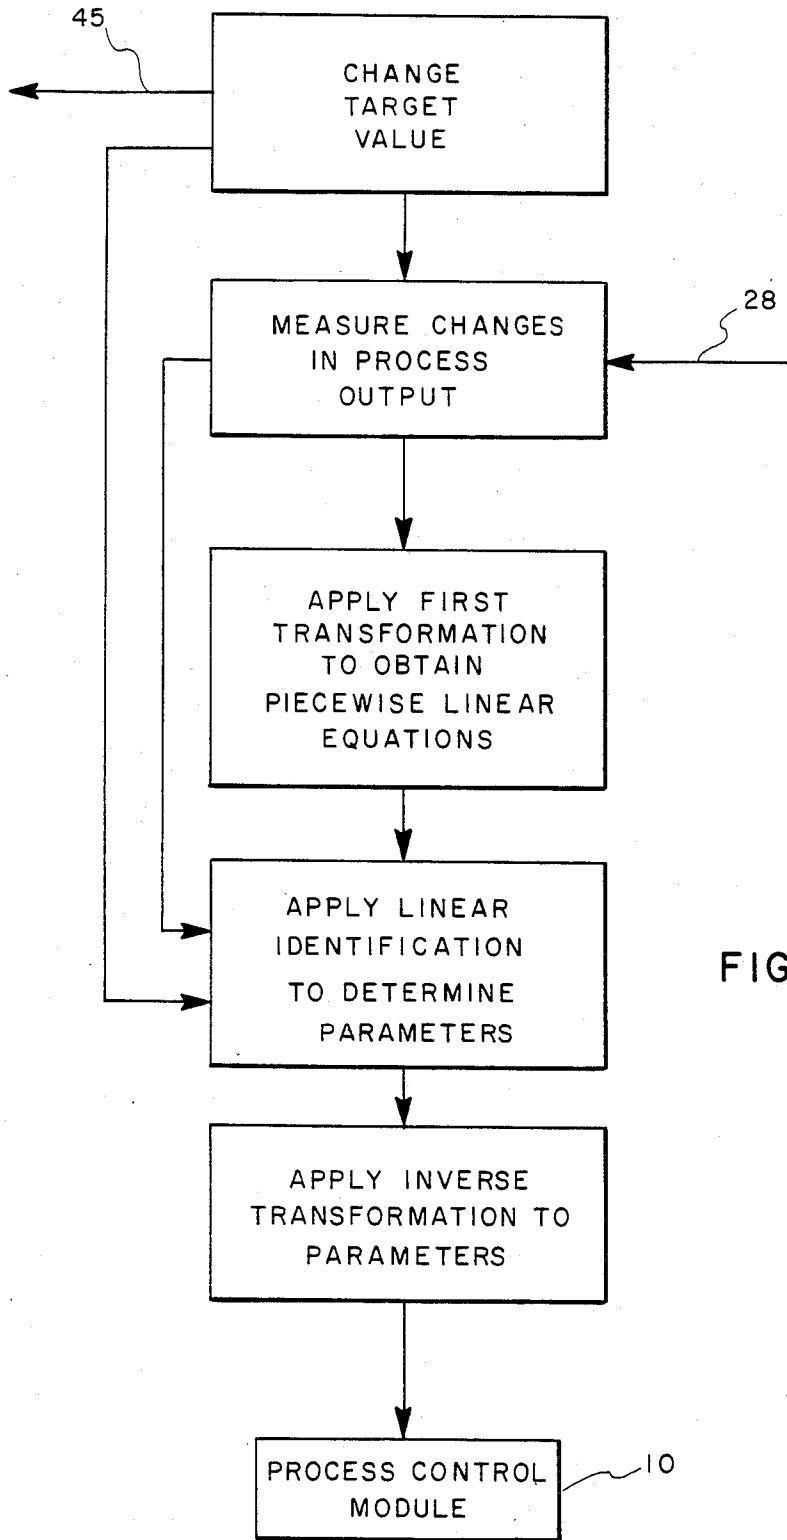 45
CHANGE
TARGET
VALUE
28
MEASURE CHANGES
IN PROCESS
OUTPUT
APPLY FIRST
TRANSFORMATION
TO OBTAIN
PIECEWISE LINEAR
EQUATIONS
APPLY LINEAR
IDENTIFICATION
TO DETERMINE
PARAMETERS
FIG
APPLY INVERSE
TRANSFORMATION TO
PARAMETERS
PROCESS CONTROL
MODULE
10